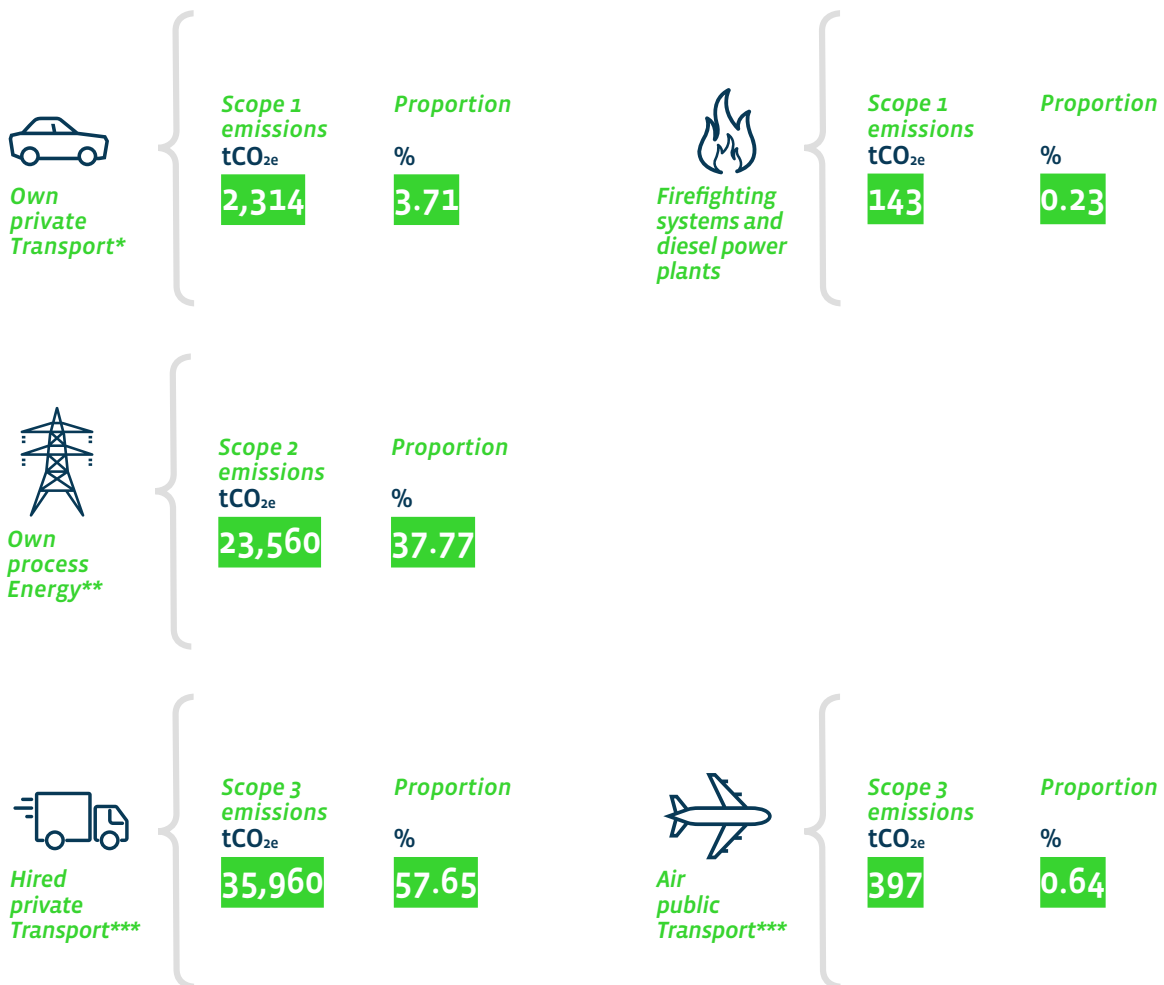 Own
private
Transport*
Scope 1
emissions
tCO2e
2,314
Proportion
%
3.71
Firefighting
systems and
diesel power
plants
Scope 1
emissions
tCO2e
143
Proportion
%
0.23
Own
process
Energy**
Scope 2
emissions
tCO2e
23,560
Proportion
%
37.77
Hired
private
Transport***
Scope 3
emissions
tCO2e
35,960
Proportion
%
57.65
Air
public
Transport***
Scope 3
emissions
tCO2e
397
Proportion
%
0.64